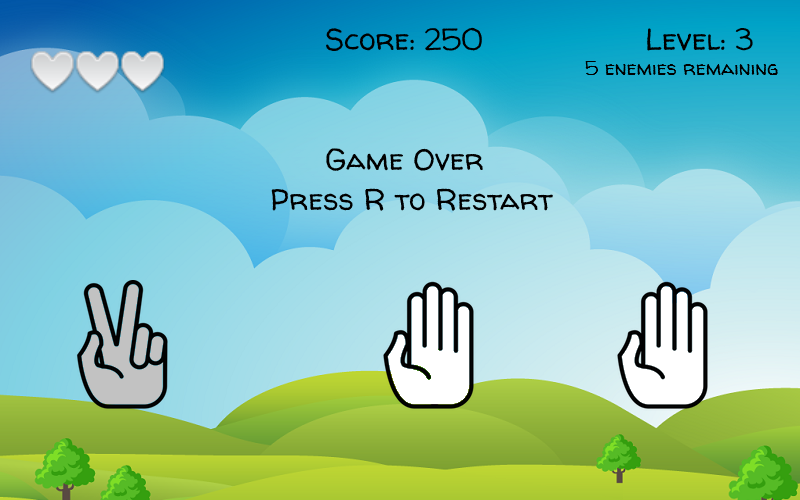 Score: 250
Level: 3
5 enemies remaining
Game Over
Press R to Restart